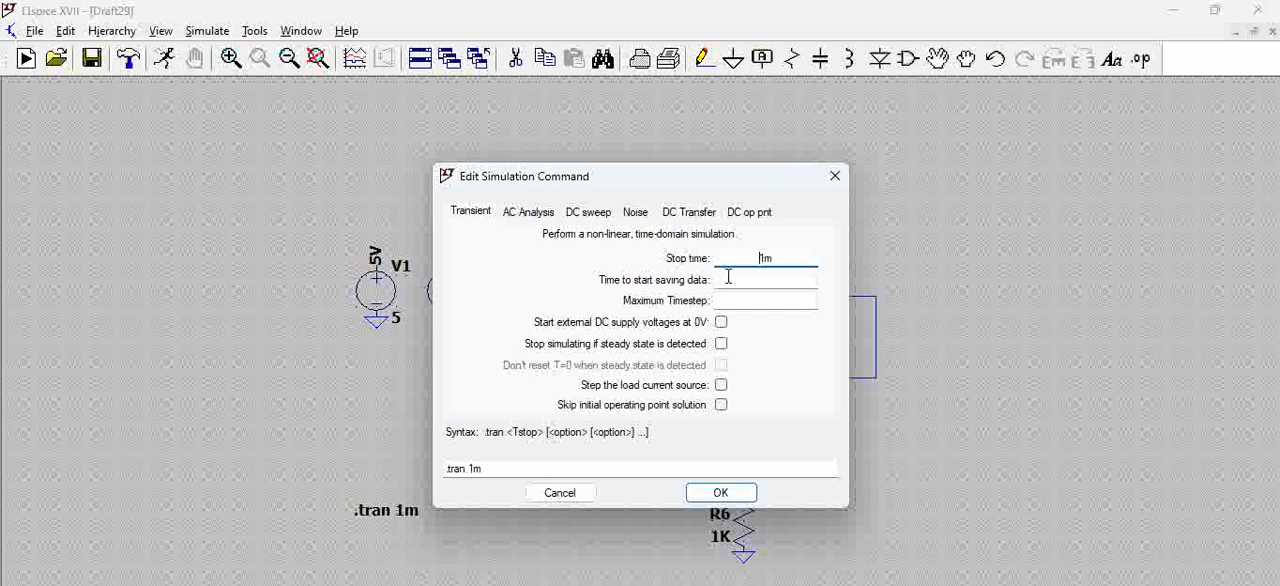 LTspice XVII - [Draft29]
File Edit Hierarchy View Simulate Tools Window Help
Aa .op
Edit Simulation Command
Transient AC Analysis DC sweep Noise DC Transfer DC op pnt
Perform a non-linear, time-domain simulation.
Stop time: 1m
Time to start saving data:
Maximum Timestep:
Start external DC supply voltages at 0V:
Stop simulating if steady state is detected
Don't reset T=0 when steady state is detected
Step the load current source:
Skip initial operating point solution
Syntax: .tran <Tstop> [<option> [<option>] ...]
.tran 1m
Cancel OK
5V
V1
5
.tran 1m
R6
1K